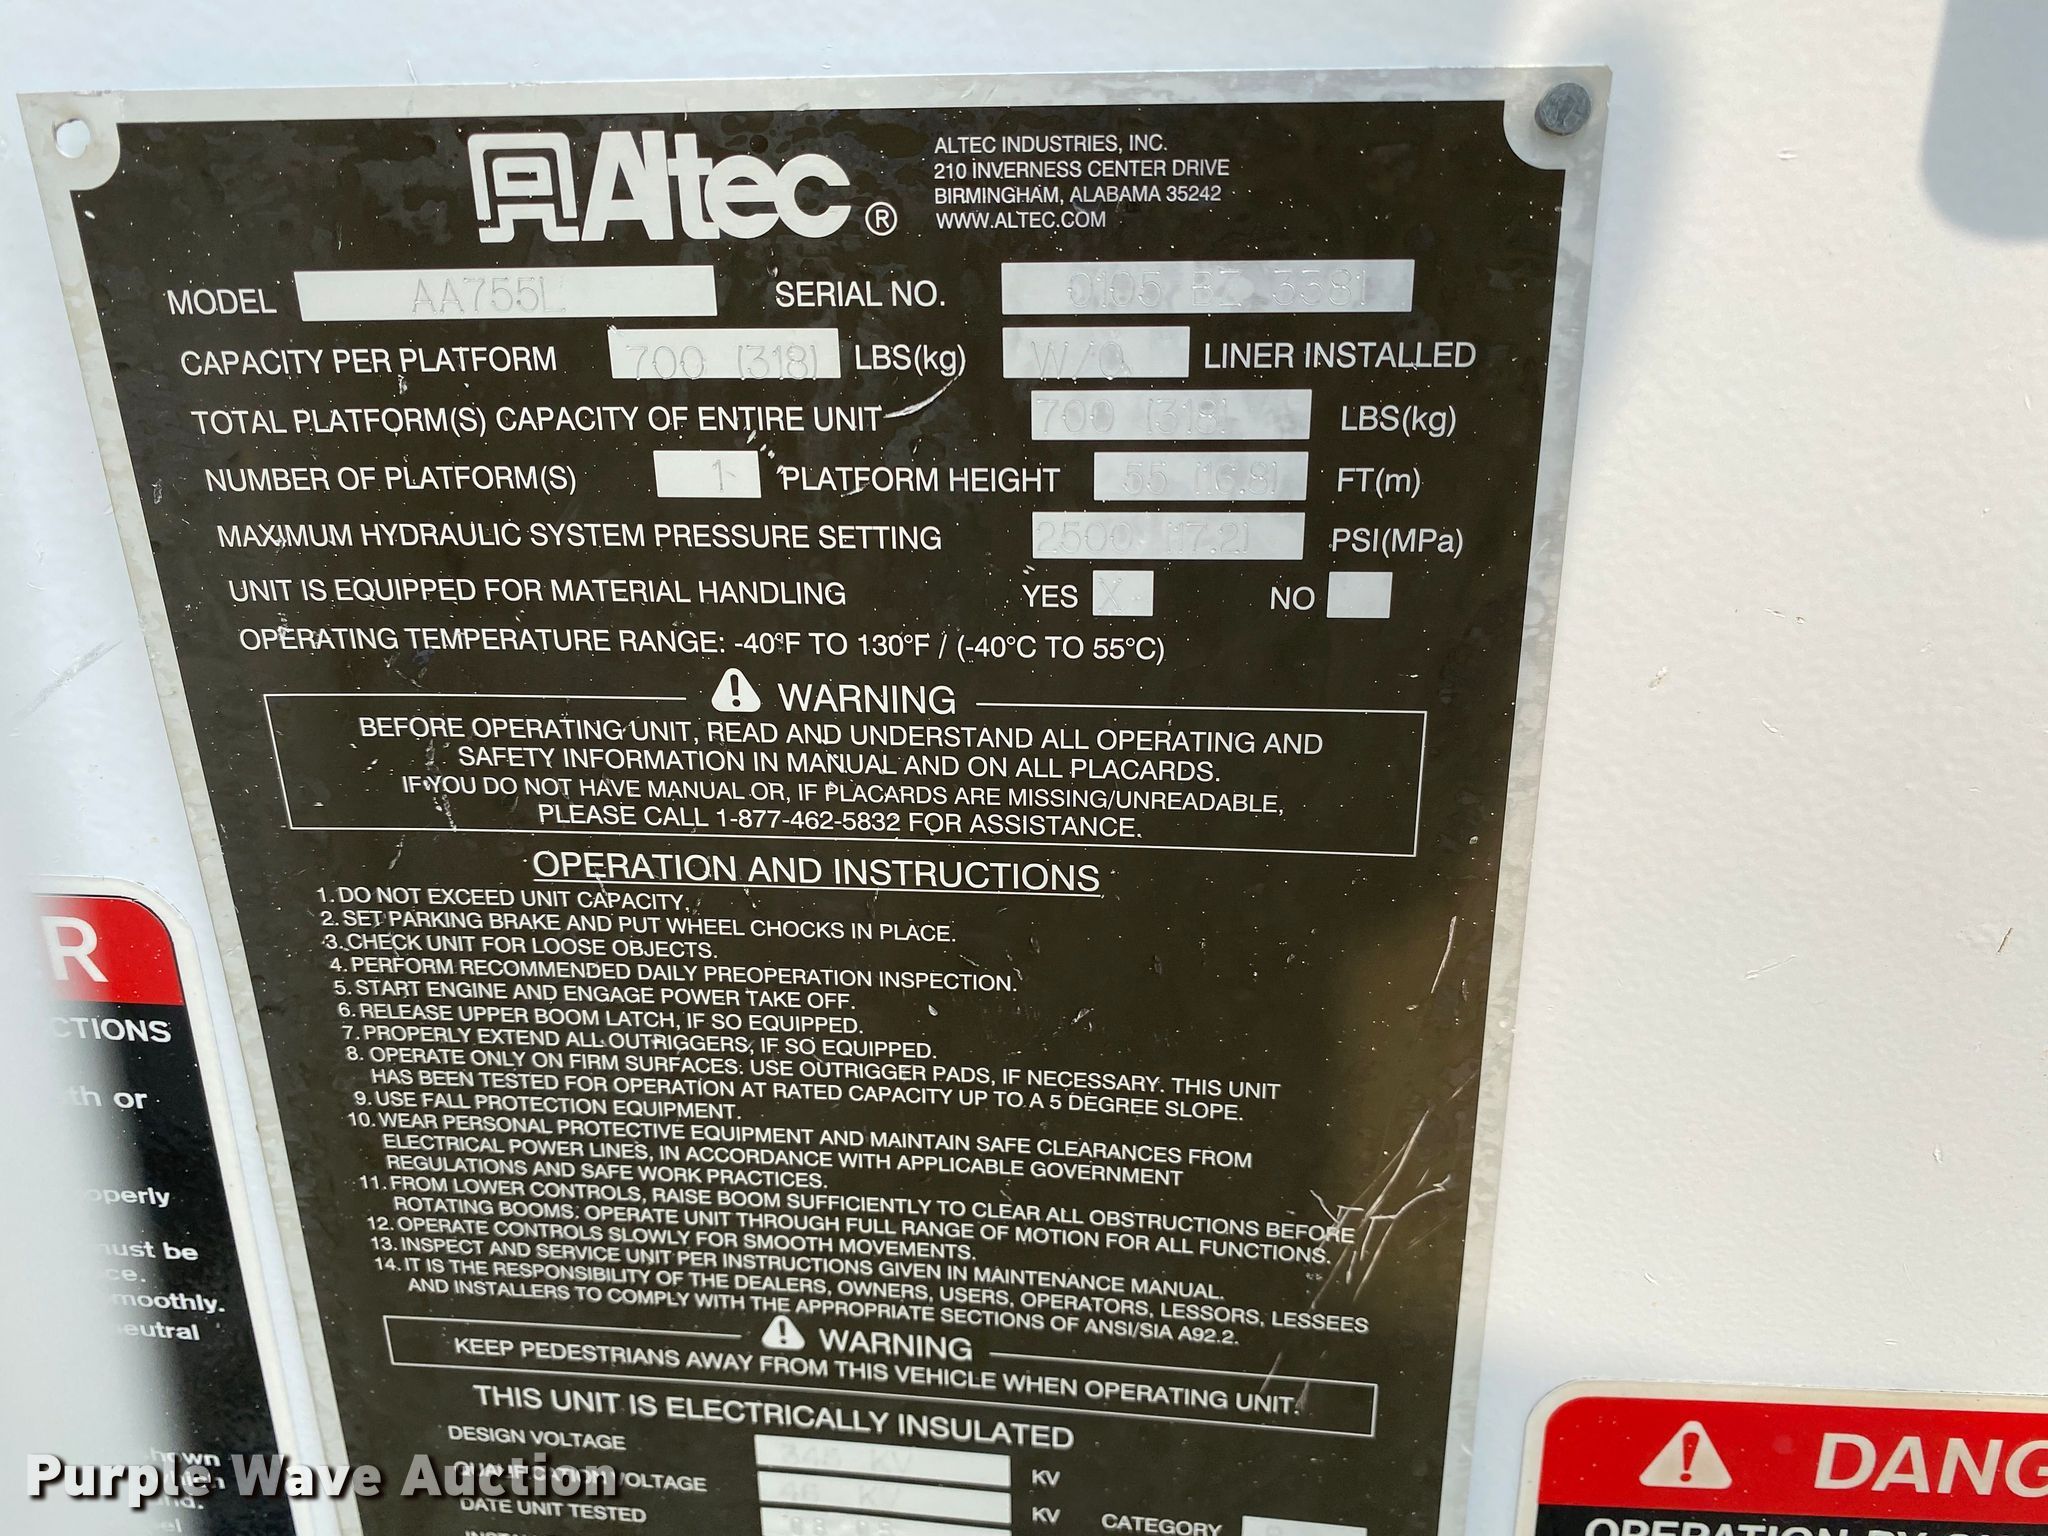 Altec®
ALTEC INDUSTRIES, INC.
210 INVERNESS CENTER DRIVE
BIRMINGHAM, ALABAMA 35242
WWW.ALTEC.COM
MODEL AA755L SERIAL NO. 0105 BZ 3381
CAPACITY PER PLATFORM 700 (318) LBS(kg) W/O LINER INSTALLED
TOTAL PLATFORM(S) CAPACITY OF ENTIRE UNIT 700 (318) LBS(kg)
NUMBER OF PLATFORM(S) 1 PLATFORM HEIGHT 55 (16.8) FT(m)
MAXIMUM HYDRAULIC SYSTEM PRESSURE SETTING 2500 (17.2) PSI(MPa)
UNIT IS EQUIPPED FOR MATERIAL HANDLING YES X NO
OPERATING TEMPERATURE RANGE: -40°F TO 130°F / (-40°C TO 55°C)
WARNING
BEFORE OPERATING UNIT, READ AND UNDERSTAND ALL OPERATING AND
SAFETY INFORMATION IN MANUAL AND ON ALL PLACARDS.
IF YOU DO NOT HAVE MANUAL OR, IF PLACARDS ARE MISSING/UNREADABLE,
PLEASE CALL 1-877-462-5832 FOR ASSISTANCE.
OPERATION AND INSTRUCTIONS
1. DO NOT EXCEED UNIT CAPACITY.
2. SET PARKING BRAKE AND PUT WHEEL CHOCKS IN PLACE.
3. CHECK UNIT FOR LOOSE OBJECTS.
4. PERFORM RECOMMENDED DAILY PREOPERATION INSPECTION.
5. START ENGINE AND ENGAGE POWER TAKE OFF.
6. RELEASE UPPER BOOM LATCH, IF SO EQUIPPED.
7. PROPERLY EXTEND ALL OUTRIGGERS, IF SO EQUIPPED.
8. OPERATE ONLY ON FIRM SURFACES: USE OUTRIGGER PADS, IF NECESSARY. THIS UNIT
HAS BEEN TESTED FOR OPERATION AT RATED CAPACITY UP TO A 5 DEGREE SLOPE.
9. USE FALL PROTECTION EQUIPMENT.
10. WEAR PERSONAL PROTECTIVE EQUIPMENT AND MAINTAIN SAFE CLEARANCES FROM
ELECTRICAL POWER LINES, IN ACCORDANCE WITH APPLICABLE GOVERNMENT
REGULATIONS AND SAFE WORK PRACTICES.
11. FROM LOWER CONTROLS, RAISE BOOM SUFFICIENTLY TO CLEAR ALL OBSTRUCTIONS BEFORE
ROTATING BOOMS. OPERATE UNIT THROUGH FULL RANGE OF MOTION FOR ALL FUNCTIONS.
12. OPERATE CONTROLS SLOWLY FOR SMOOTH MOVEMENTS.
13. INSPECT AND SERVICE UNIT PER INSTRUCTIONS GIVEN IN MAINTENANCE MANUAL.
14. IT IS THE RESPONSIBILITY OF THE DEALERS, OWNERS, USERS, OPERATORS, LESSORS, LESSEES
AND INSTALLERS TO COMPLY WITH THE APPROPRIATE SECTIONS OF ANSI/SIA A92.2.
WARNING
KEEP PEDESTRIANS AWAY FROM THIS VEHICLE WHEN OPERATING UNIT.
THIS UNIT IS ELECTRICALLY INSULATED
DESIGN VOLTAGE KV
QUALIFICATION VOLTAGE 46 KV KV
DATE UNIT TESTED CATEGORY
R
CTIONS
th or
operly
must be
ce.
moothly.
eutral
DANG
Purple Wave Auction